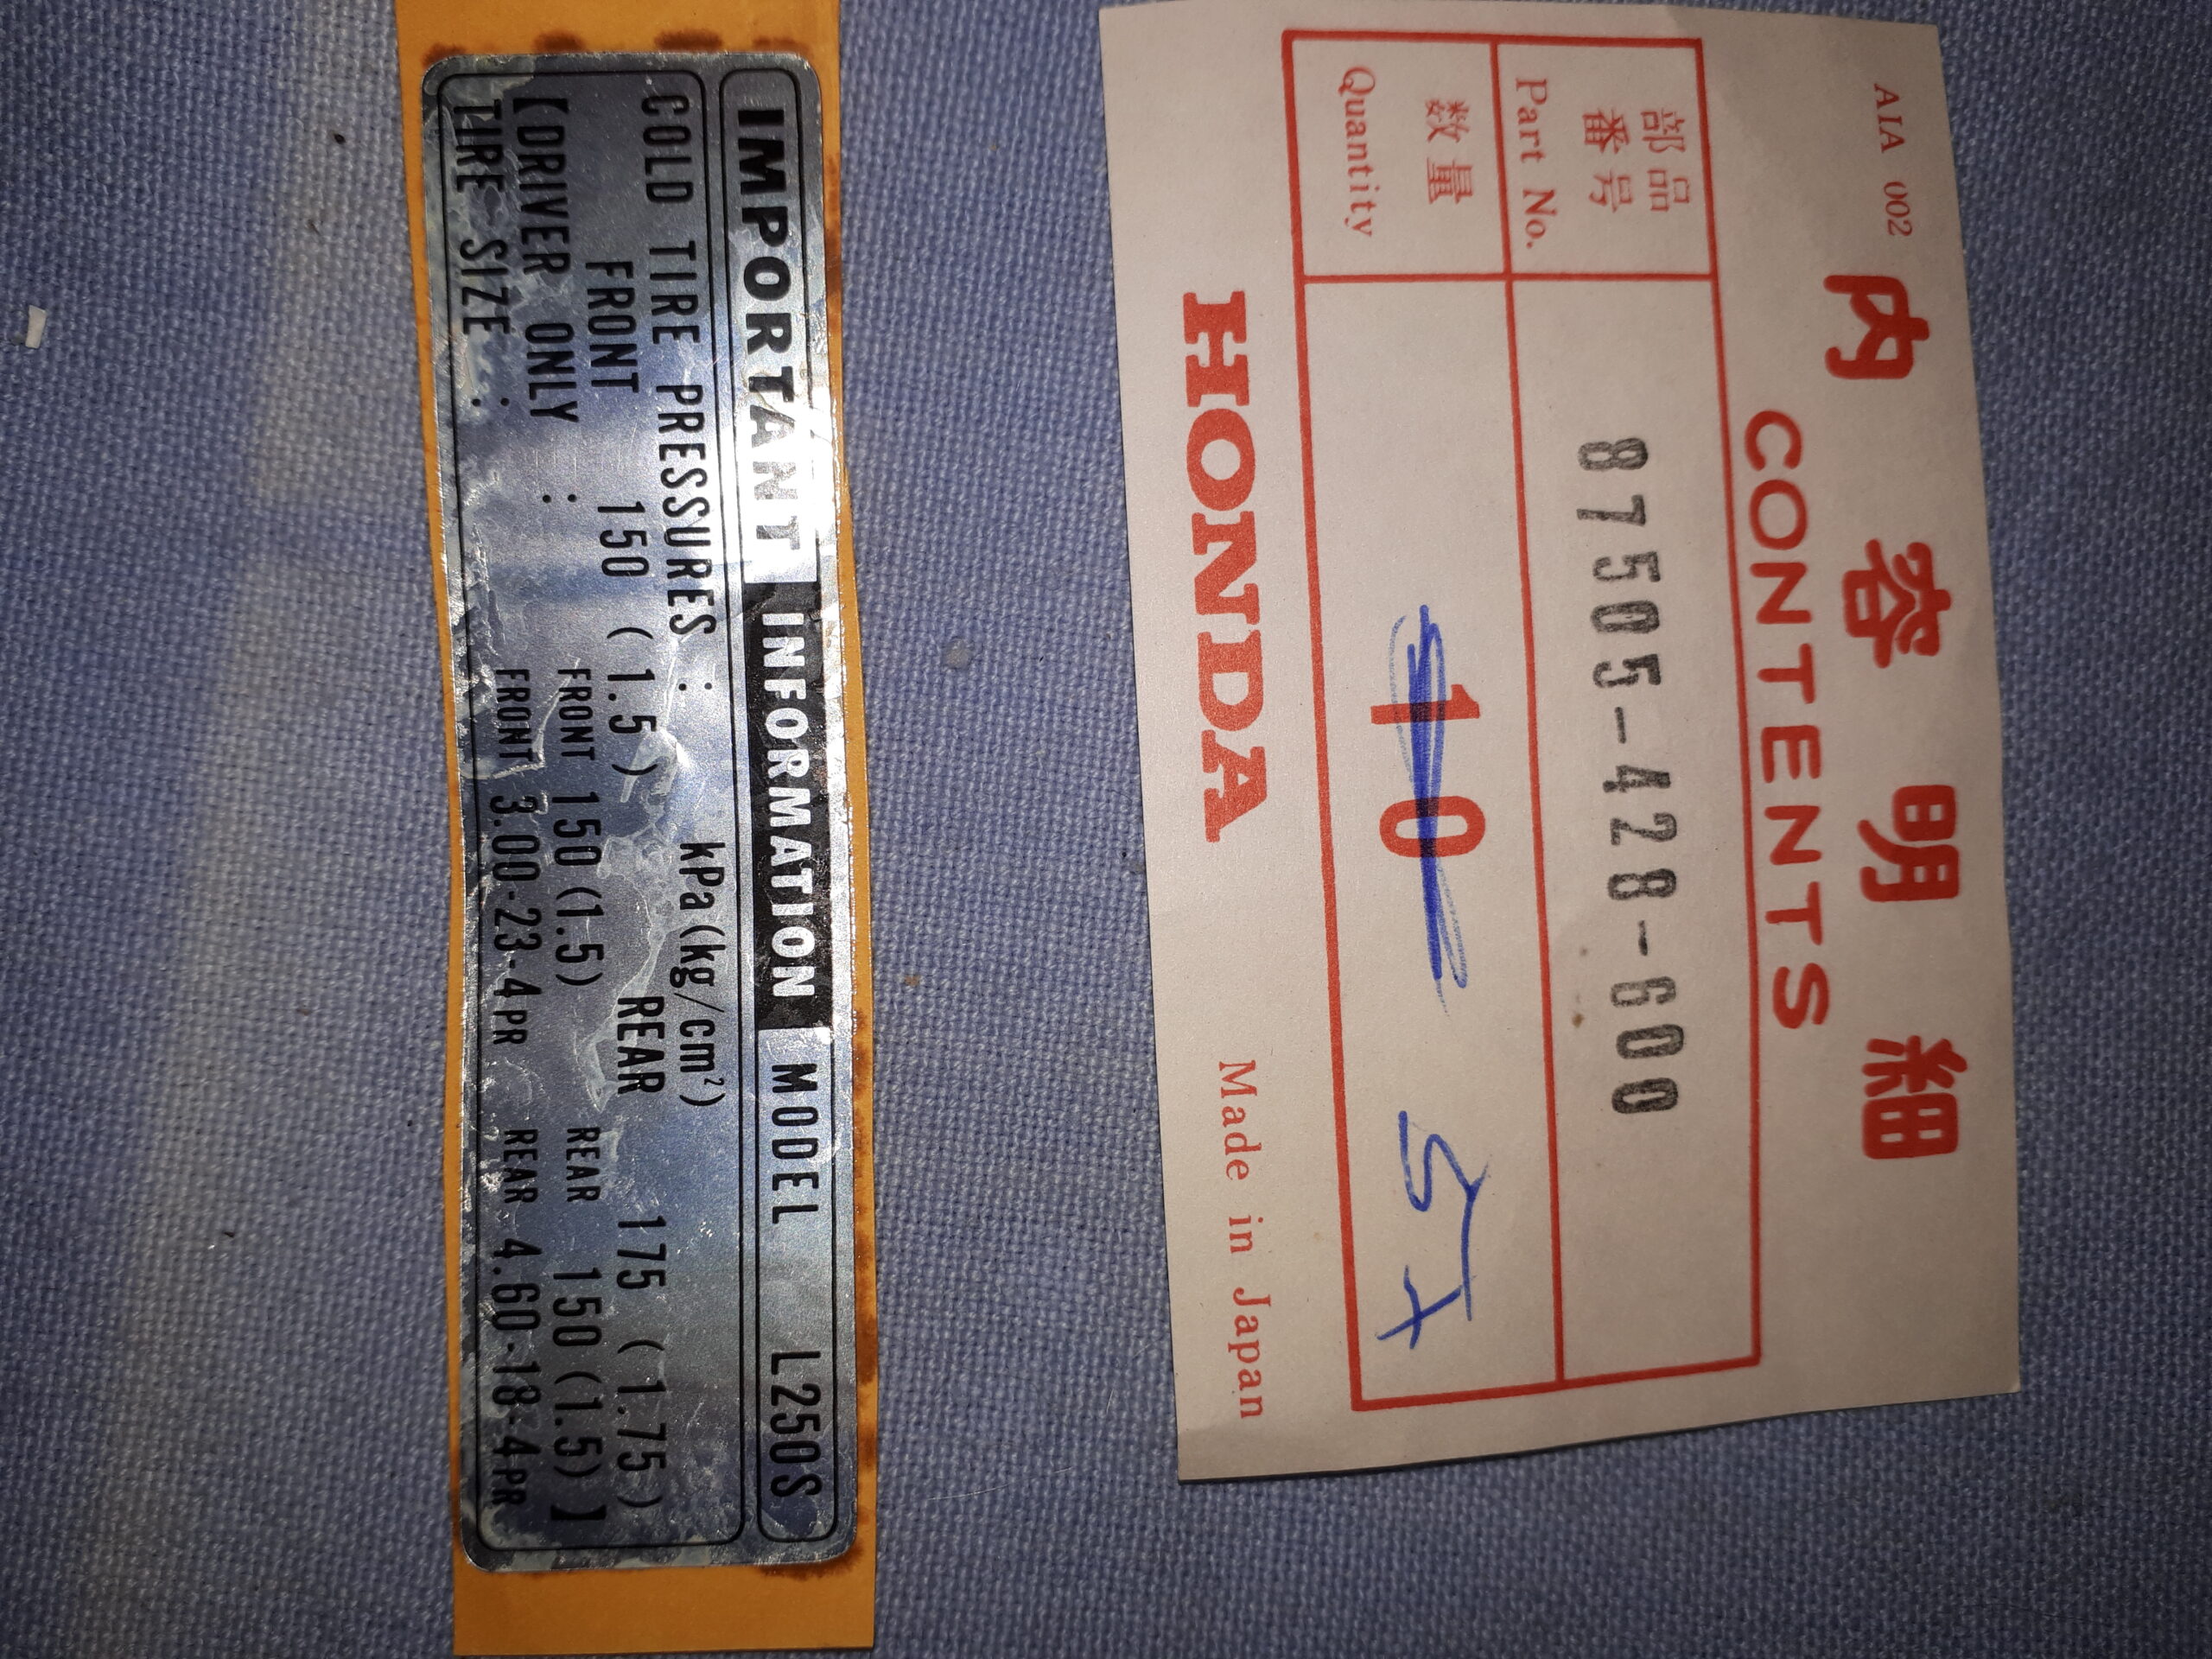 IMPORTANT INFORMATION MODEL L250S
COLD TIRE PRESSURES : kPa(kg/cm²)
FRONT 150 (1.5) REAR 175 (1.75)
【DRIVER ONLY : FRONT 150 (1.5) REAR 150 (1.5)】
TIRE SIZE : FRONT 3.00-23-4PR REAR 4.60-18-4PR
AIA 002
内容明細
CONTENTS
部品番号
Part No.
87505-428-600
数量
Quantity
10
HONDA
Made in Japan